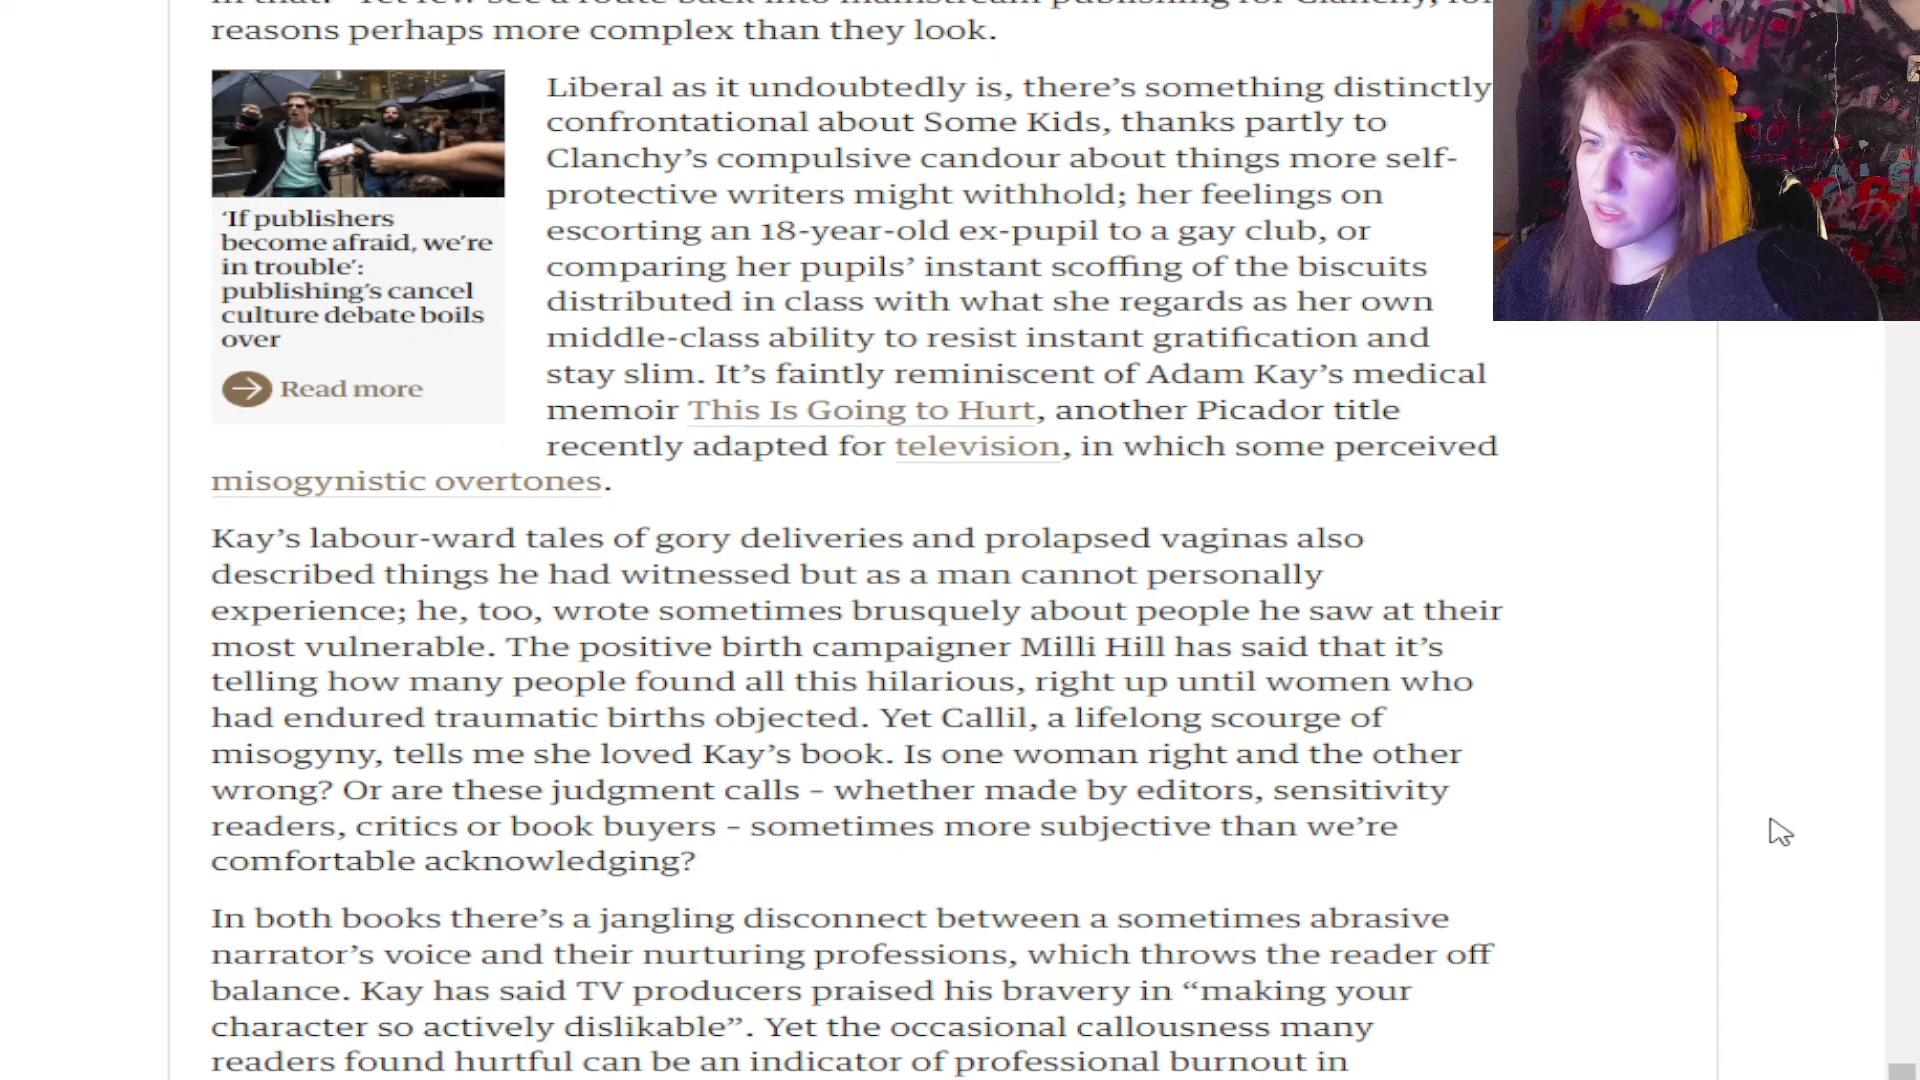 reasons perhaps more complex than they look.
'If publishers
become afraid, we're
in trouble':
publishing's cancel
culture debate boils
over
Read more
Liberal as it undoubtedly is, there's something distinctly
confrontational about Some Kids, thanks partly to
Clanchy's compulsive candour about things more self-
protective writers might withhold; her feelings on
escorting an 18-year-old ex-pupil to a gay club, or
comparing her pupils' instant scoffing of the biscuits
distributed in class with what she regards as her own
middle-class ability to resist instant gratification and
stay slim. It's faintly reminiscent of Adam Kay's medical
memoir This Is Going to Hurt, another Picador title
recently adapted for television, in which some perceived
misogynistic overtones.
Kay's labour-ward tales of gory deliveries and prolapsed vaginas also
described things he had witnessed but as a man cannot personally
experience; he, too, wrote sometimes brusquely about people he saw at their
most vulnerable. The positive birth campaigner Milli Hill has said that it's
telling how many people found all this hilarious, right up until women who
had endured traumatic births objected. Yet Callil, a lifelong scourge of
misogyny, tells me she loved Kay's book. Is one woman right and the other
wrong? Or are these judgment calls – whether made by editors, sensitivity
readers, critics or book buyers – sometimes more subjective than we're
comfortable acknowledging?
In both books there's a jangling disconnect between a sometimes abrasive
narrator's voice and their nurturing professions, which throws the reader off
balance. Kay has said TV producers praised his bravery in “making your
character so actively dislikable”. Yet the occasional callousness many
readers found hurtful can be an indicator of professional burnout in